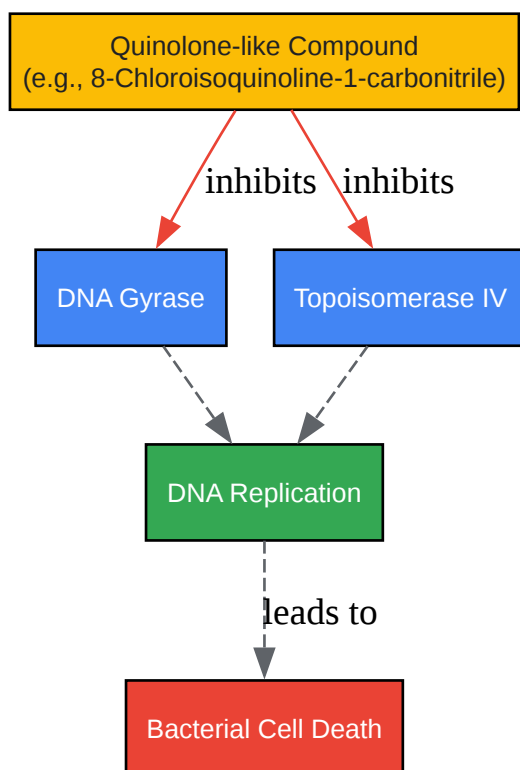 Quinolone-like Compound
(e.g., 8-Chloroisoquinoline-1-carbonitrile)
inhibits inhibits
DNA Gyrase
Topoisomerase IV
DNA Replication
leads to
Bacterial Cell Death